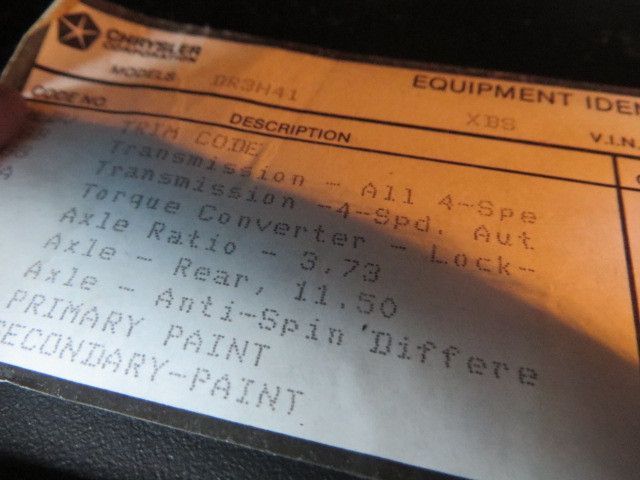 CHRYSLER
CORPORATION
MODELS BR3H41 EQUIPMENT IDEN
XBS V.I.N.
CODE NO. DESCRIPTION
TRIM CODE
Transmission - All 4-Spe
Transmission -4-Spd. Aut
Torque Converter - Lock-
Axle Ratio - 3.73
Axle - Rear, 11.50
Axle - Anti-Spin Differe
PRIMARY PAINT
SECONDARY-PAINT